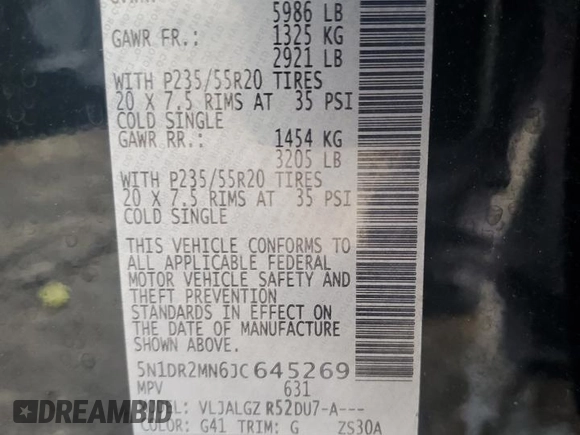 5986 LB
GAWR FR.: 1325 KG
2921 LB
WITH P235/55R20 TIRES
20 X 7.5 RIMS AT 35 PSI
COLD SINGLE
GAWR RR.: 1454 KG
3205 LB
WITH P235/55R20 TIRES
20 X 7.5 RIMS AT 35 PSI
COLD SINGLE
THIS VEHICLE CONFORMS TO
ALL APPLICABLE FEDERAL
MOTOR VEHICLE SAFETY AND
THEFT PREVENTION
STANDARDS IN EFFECT ON
THE DATE OF MANUFACTURE
SHOWN ABOVE.
5N1DR2MN6JC645269
MPV 631
VLJALGZ R52DU7-A---
COLOR: G41 TRIM: G ZS30A
DEALERS.NET